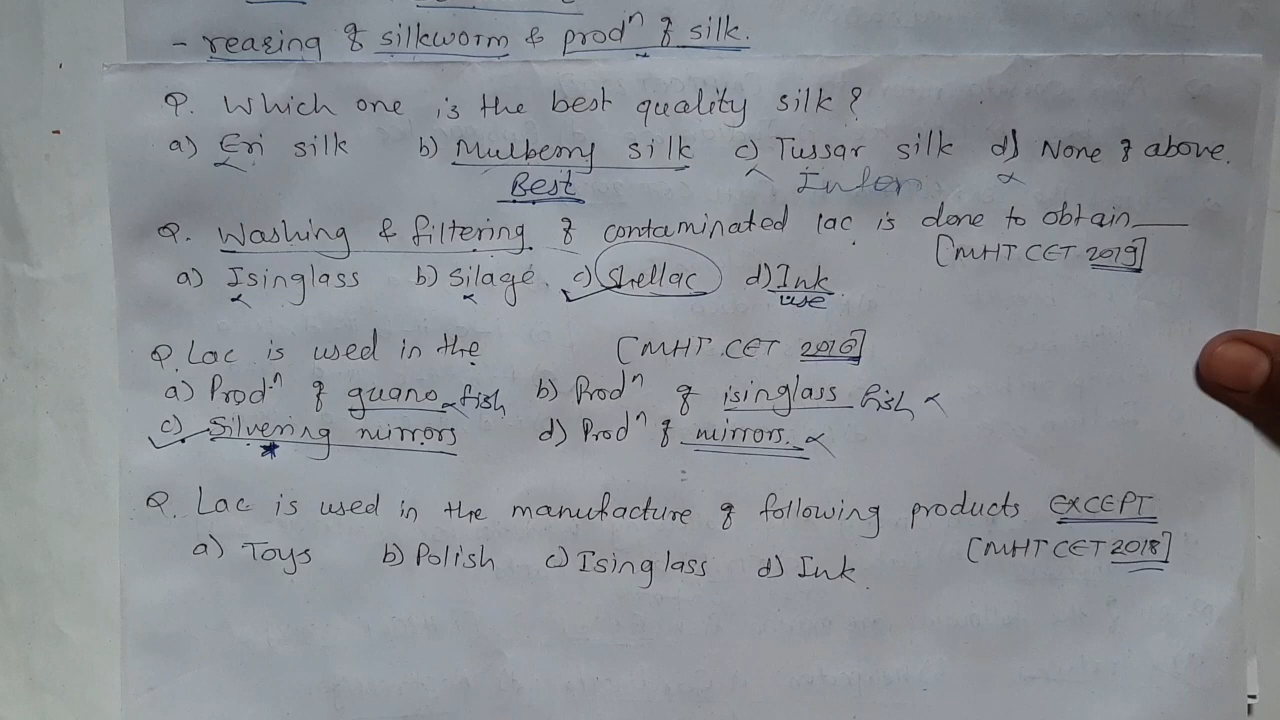 - rearing of silkworm & prodⁿ of silk.
Q. Which one is the best quality silk?
a) Eri silk b) Mulberry silk c) Tussar silk d) None of above.
Best Infer
Q. Washing & filtering of contaminated lac is done to obtain
[MHT CET 2019]
a) Isinglass b) Silage. c) Shellac d) Ink
use
Q. Lac is used in the [MHT CET 2016]
a) Prodⁿ of guano fish b) Prodⁿ of isinglass fish
c) Silvering mirrors d) Prodⁿ of mirrors.
Q. Lac is used in the manufacture of following products EXCEPT
a) Toys b) Polish c) Isinglass d) Ink [MHT CET 2018]